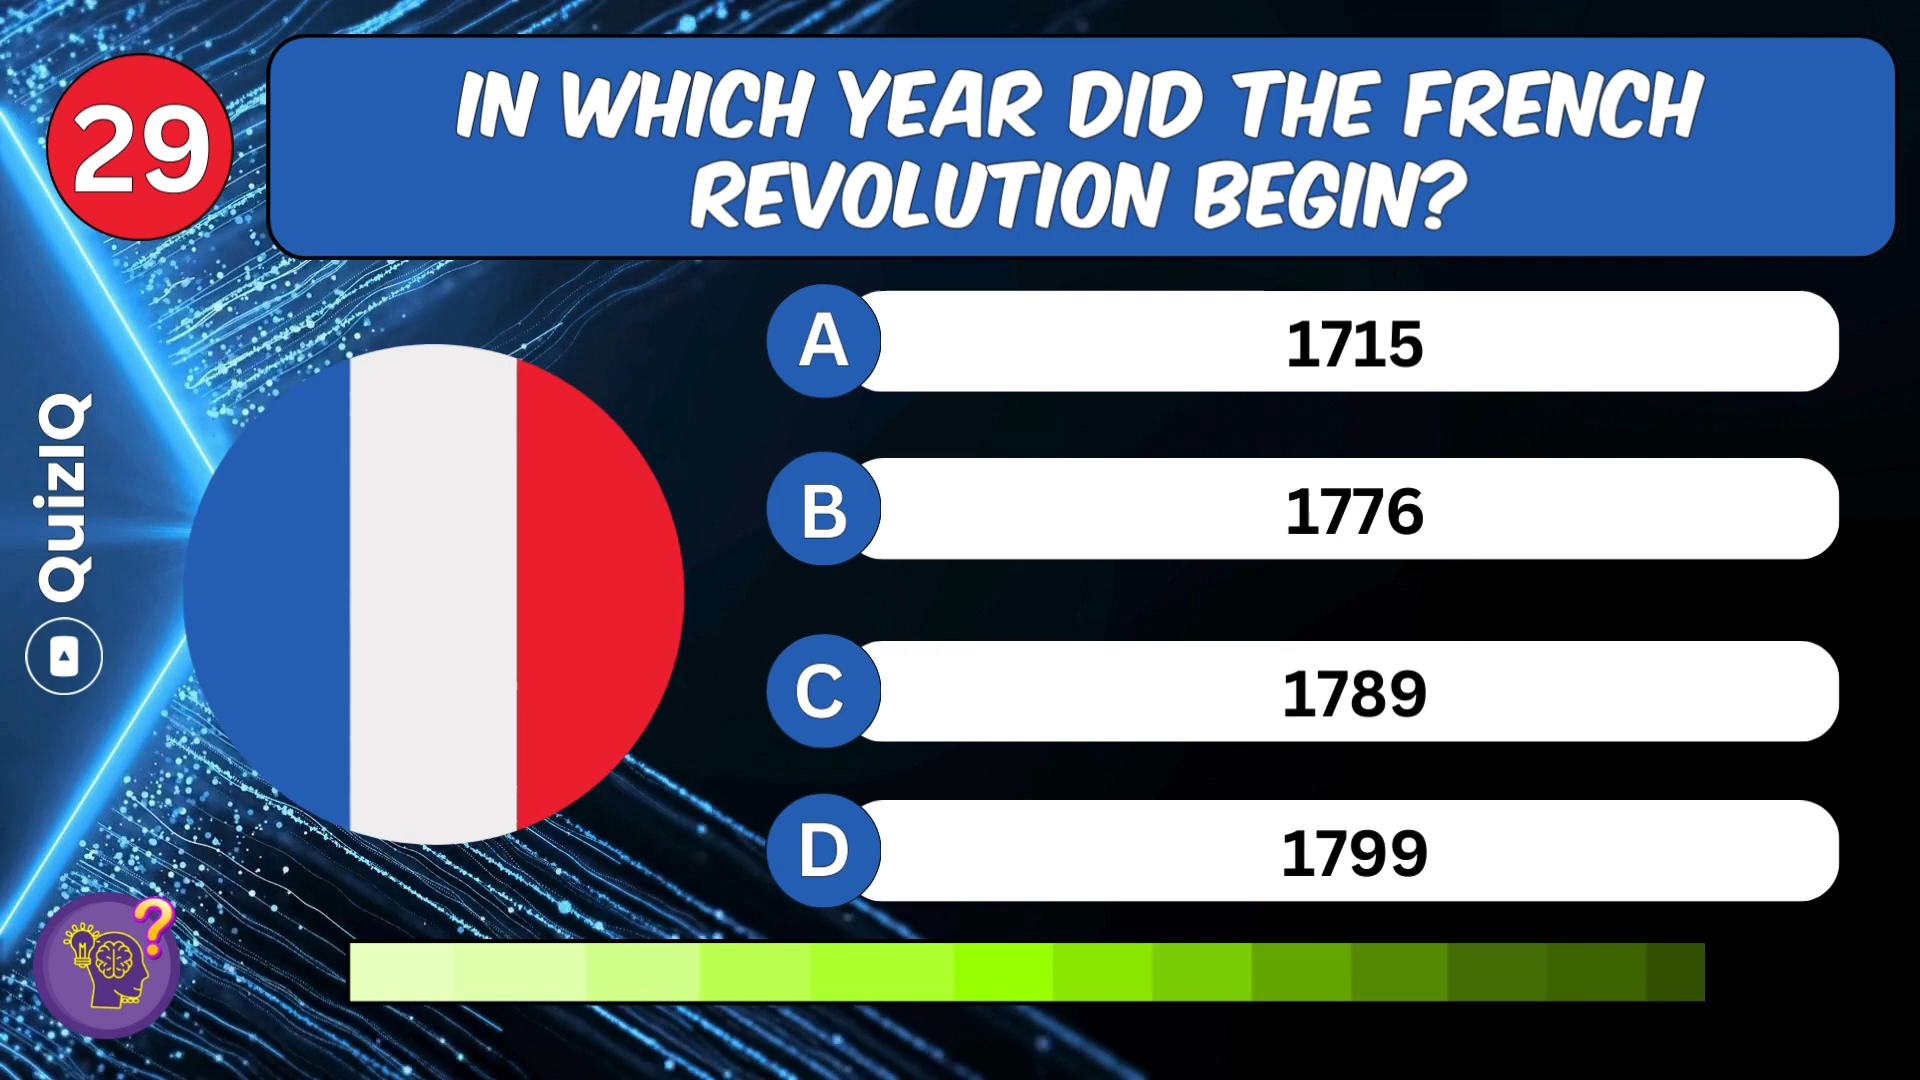 29
IN WHICH YEAR DID THE FRENCH
REVOLUTION BEGIN?
A 1715
B 1776
C 1789
D 1799
QuizIQ
?